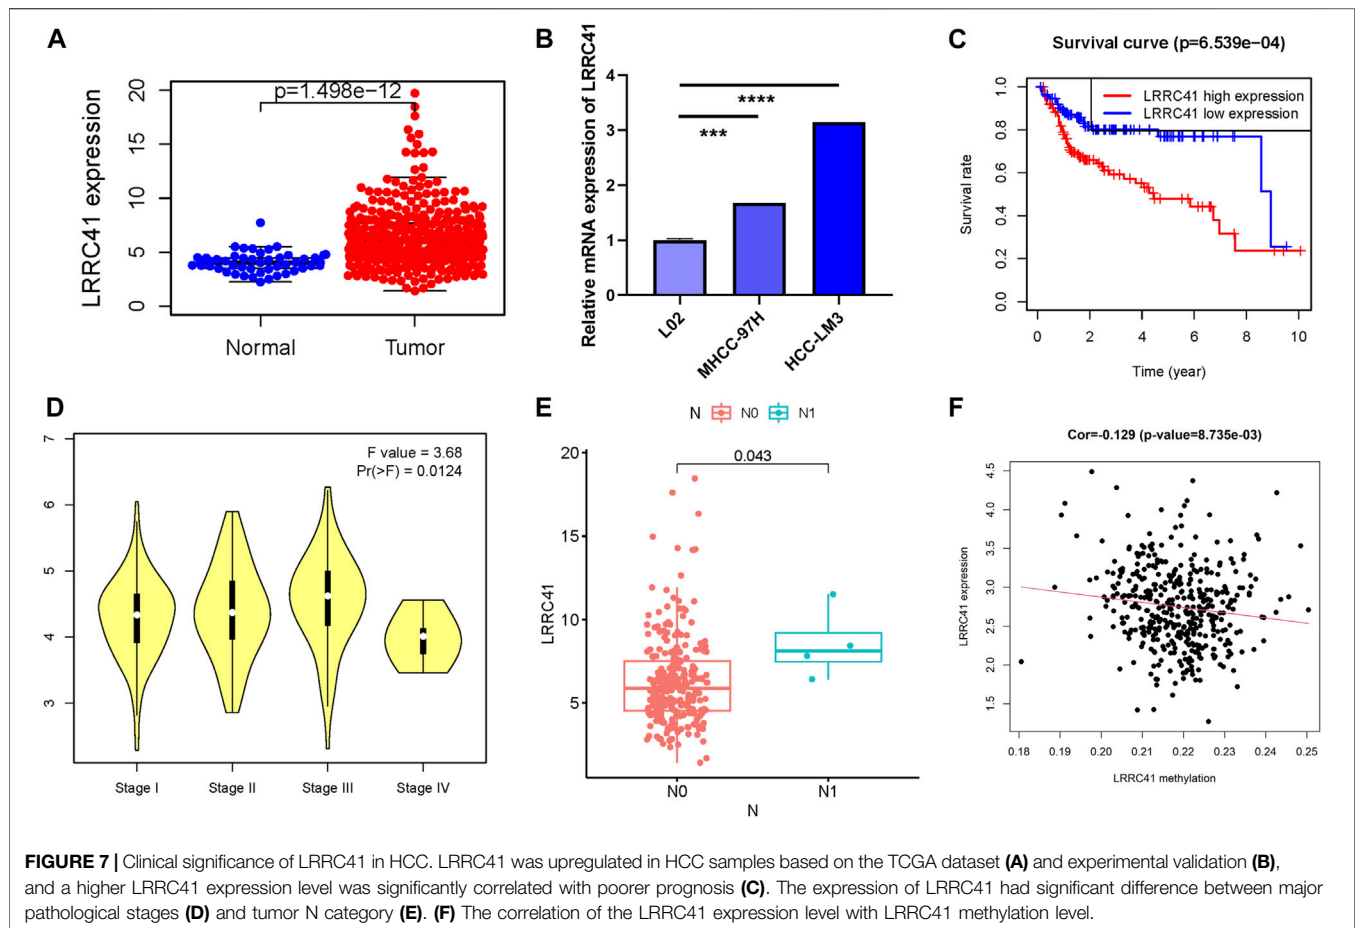 A
LRRC41 expression
20
15
10
5
0
p=1.498e−12
Normal
Tumor
B
Relative mRNA expression of LRRC41
4
3
2
1
0
****
***
L02
MHCC-97H
HCC-LM3
C
Survival curve (p=6.539e−04)
LRRC41 high expression
LRRC41 low expression
Survival rate
1.0
0.8
0.6
0.4
0.2
0.0
0
2
4
6
8
10
Time (year)
D
7
6
5
4
3
F value = 3.68
Pr(>F) = 0.0124
Stage I
Stage II
Stage III
Stage IV
E
N N0 N1
LRRC41
20
15
10
5
0.043
N0
N1
N
F
Cor=-0.129 (p-value=8.735e-03)
LRRC41 expression
4.5
4.0
3.5
3.0
2.5
2.0
1.5
0.18
0.19
0.20
0.21
0.22
0.23
0.24
0.25
LRRC41 methylation
FIGURE 7 | Clinical significance of LRRC41 in HCC. LRRC41 was upregulated in HCC samples based on the TCGA dataset (A) and experimental validation (B),
and a higher LRRC41 expression level was significantly correlated with poorer prognosis (C). The expression of LRRC41 had significant difference between major
pathological stages (D) and tumor N category (E). (F) The correlation of the LRRC41 expression level with LRRC41 methylation level.